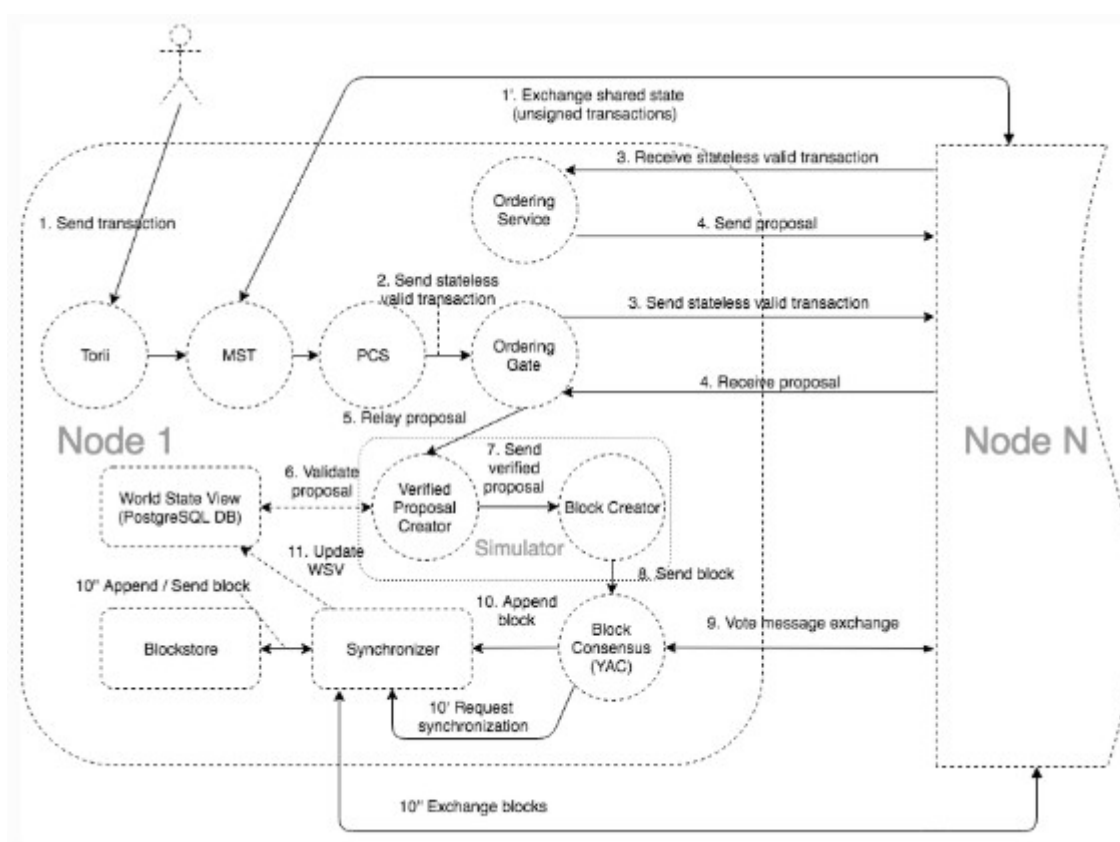 1'. Exchange shared state
(unsigned transactions)
3. Receive stateless valid transaction
Ordering
Service
1. Send transaction
4. Send proposal
2. Send stateless
valid transaction
3. Send stateless valid transaction
Torii
MST
PCS
Ordering
Gate
4. Receive proposal
5. Relay proposal
Node 1
Node N
7. Send
verified
proposal
6. Validate
proposal
World State View
(PostgreSQL DB)
Verified
Proposal
Creator
Block Creator
Simulator
11. Update
WSV
8. Send block
10" Append / Send block
10. Append
block
9. Vote message exchange
Blockstore
Synchronizer
Block
Consensus
(YAC)
10' Request
synchronization
10" Exchange blocks